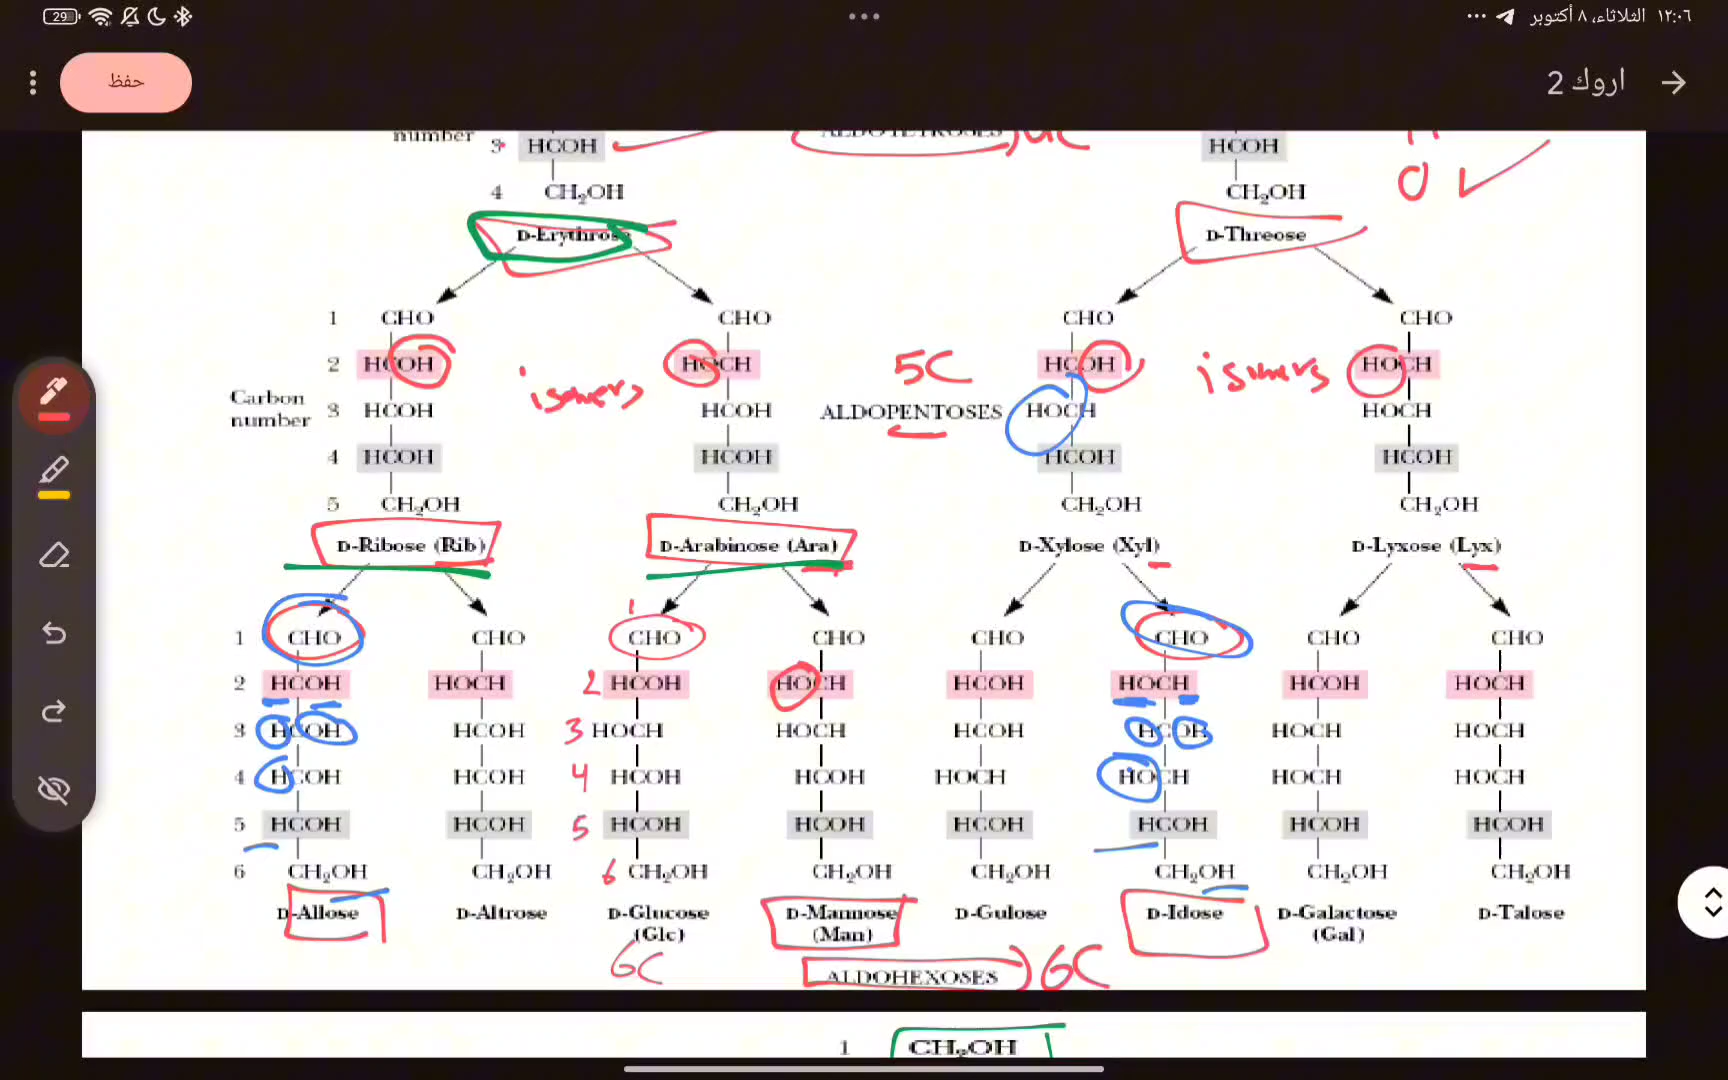 29
١٢:٠٦ الثلاثاء، ٨ أكتوبر
حفظ
اروك 2
number
3 HCOH ALDOTETROSES 4C HCOH
4 CH₂OH CH₂OH
D-Erythrose D-Threose
1 CHO CHO CHO CHO
2 HCOH HOCH 5C HCOH isomers HOCH
isomers
Carbon
number
3 HCOH HCOH ALDOPENTOSES HOCH HOCH
4 HCOH HCOH HCOH HCOH
5 CH₂OH CH₂OH CH₂OH CH₂OH
D-Ribose (Rib) D-Arabinose (Ara) D-Xylose (Xyl) D-Lyxose (Lyx)
1 CHO CHO 1 CHO CHO CHO CHO CHO CHO
2 HCOH HOCH 2 HCOH HOCH HCOH HOCH HCOH HOCH
3 HCOH HCOH 3 HOCH HOCH HCOH HCOH HOCH HOCH
4 HCOH HCOH 4 HCOH HCOH HOCH HOCH HOCH HOCH
5 HCOH HCOH 5 HCOH HCOH HCOH HCOH HCOH HCOH
6 CH₂OH CH₂OH 6 CH₂OH CH₂OH CH₂OH CH₂OH CH₂OH CH₂OH
D-Allose D-Altrose D-Glucose D-Mannose D-Gulose D-Idose D-Galactose D-Talose
(Glc) (Man) (Gal)
6C ALDOHEXOSES 6C
1 CH₂OH